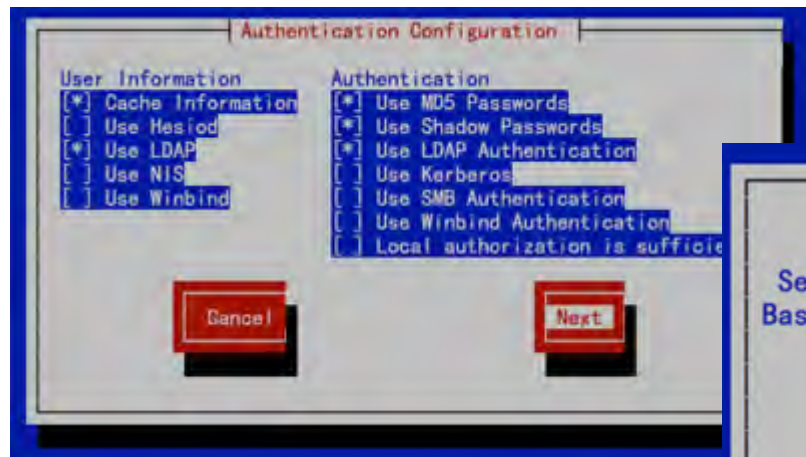 Authentication Configuration
User Information
[*] Cache Information
[ ] Use Hesiod
[*] Use LDAP
[ ] Use NIS
[ ] Use Winbind
Authentication
[*] Use MD5 Passwords
[*] Use Shadow Passwords
[*] Use LDAP Authentication
[ ] Use Kerberos
[ ] Use SMB Authentication
[ ] Use Winbind Authentication
[ ] Local authorization is sufficie
Cancel
Next
Se
Bas